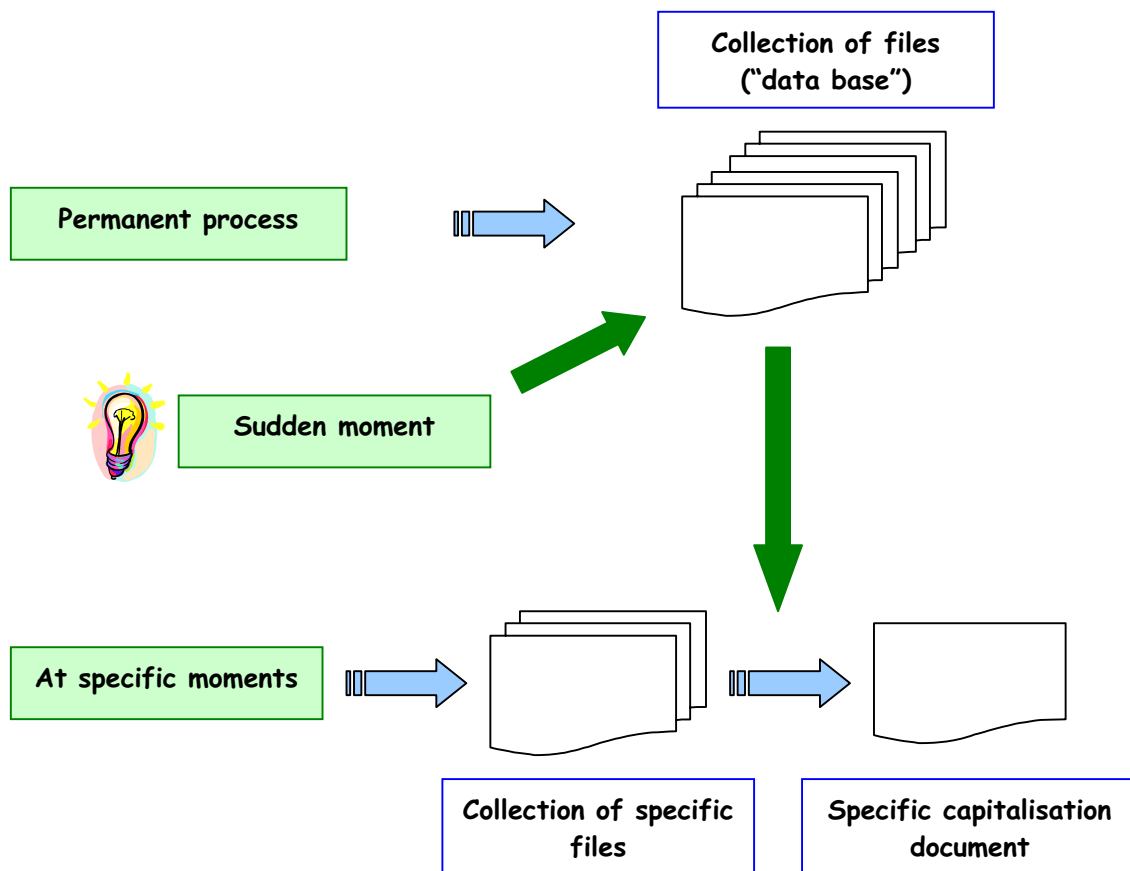 Collection of files
(“data base”)
Permanent process
Sudden moment
At specific moments
Collection of specific
files
Specific capitalisation
document